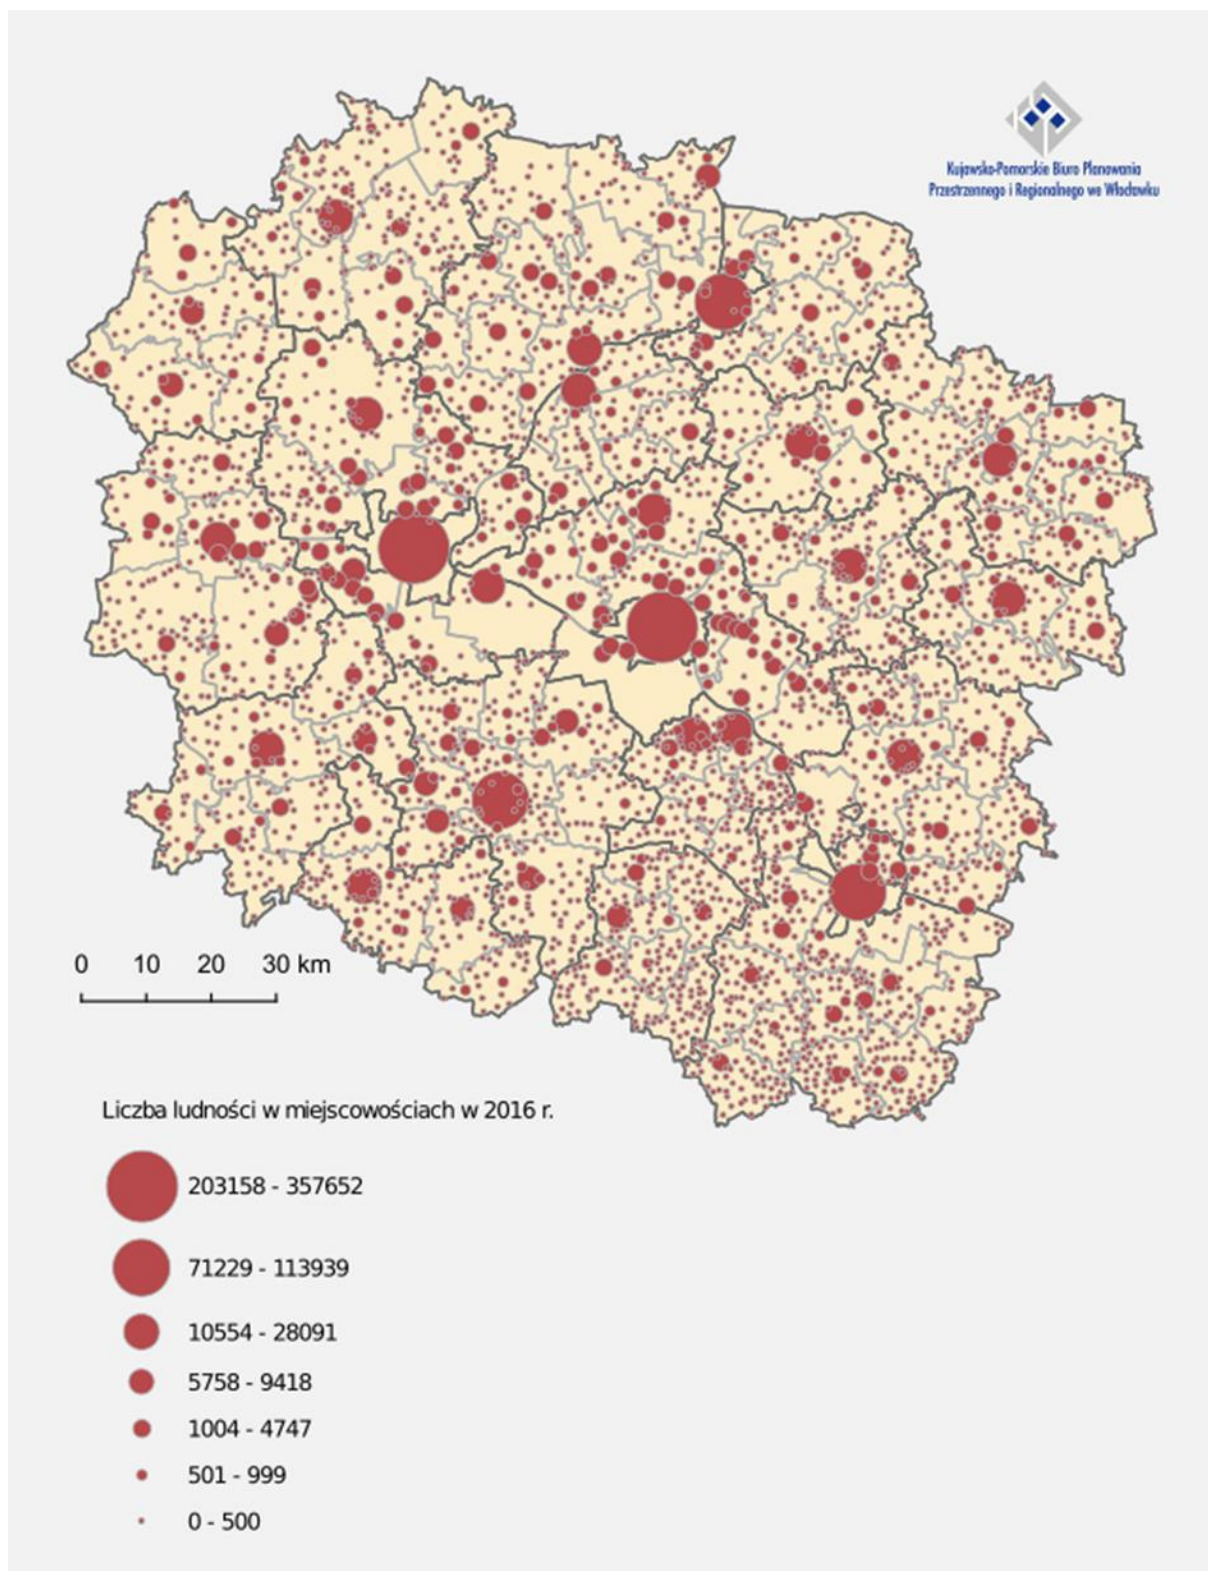 Kujawsko-Pomorskie Biuro Planowania
Przestrzennego i Regionalnego we Włocławku
0 10 20 30 km
Liczba ludności w miejscowościach w 2016 r.
203158 - 357652
71229 - 113939
10554 - 28091
5758 - 9418
1004 - 4747
501 - 999
0 - 500